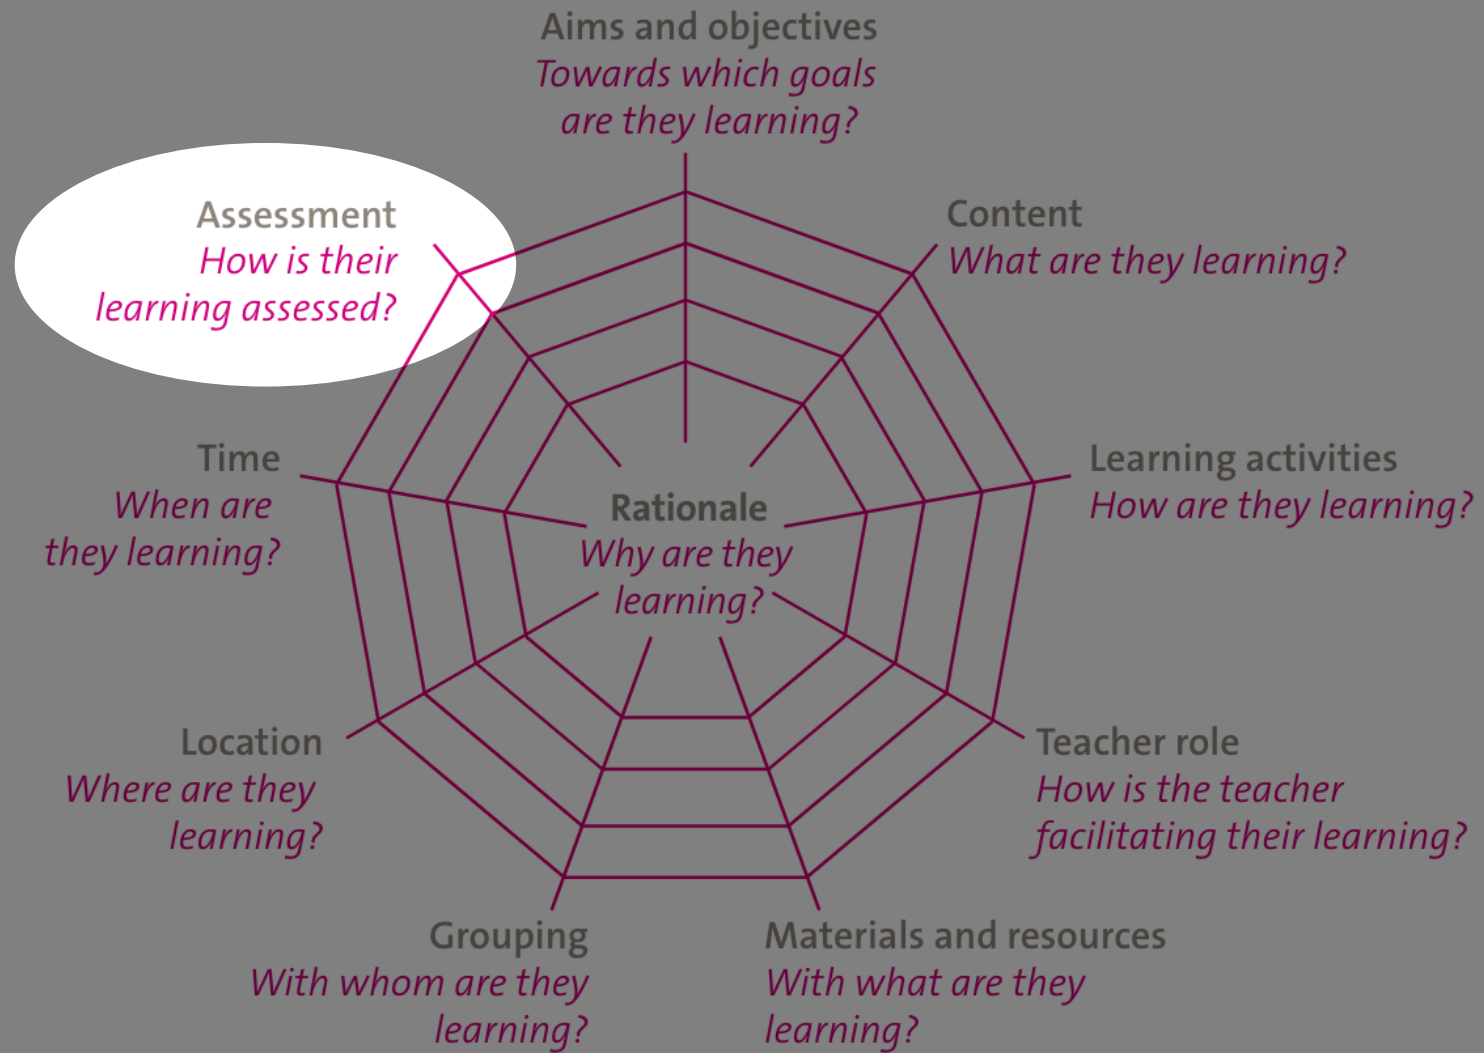 Aims and objectives
Towards which goals
are they learning?
Assessment
How is their
learning assessed?
Content
What are they learning?
Time
When are
they learning?
Rationale
Why are they
learning?
Learning activities
How are they learning?
Location
Where are they
learning?
Teacher role
How is the teacher
facilitating their learning?
Grouping
With whom are they
learning?
Materials and resources
With what are they
learning?